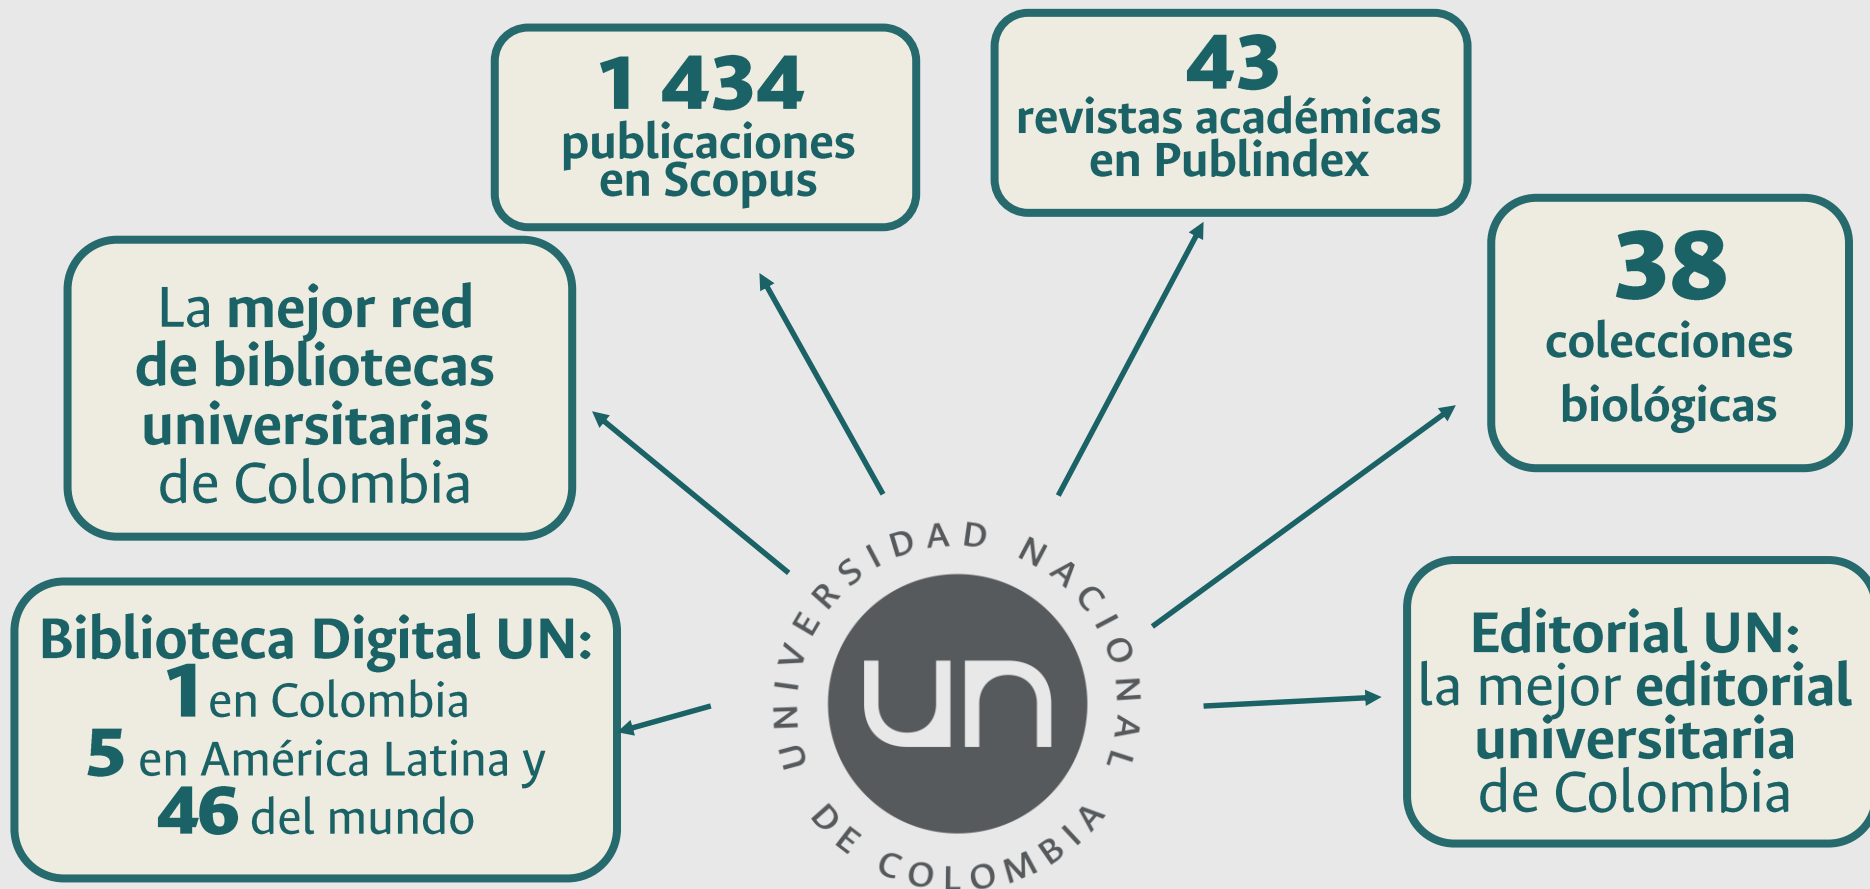 1 434
publicaciones
en Scopus
43
revistas académicas
en Publindex
La mejor red
de bibliotecas
universitarias
de Colombia
38
colecciones
biológicas
Biblioteca Digital UN:
1 en Colombia
5 en América Latina y
46 del mundo
UNIVERSIDAD NACIONAL
DE COLOMBIA
un
Editorial UN:
la mejor editorial
universitaria
de Colombia